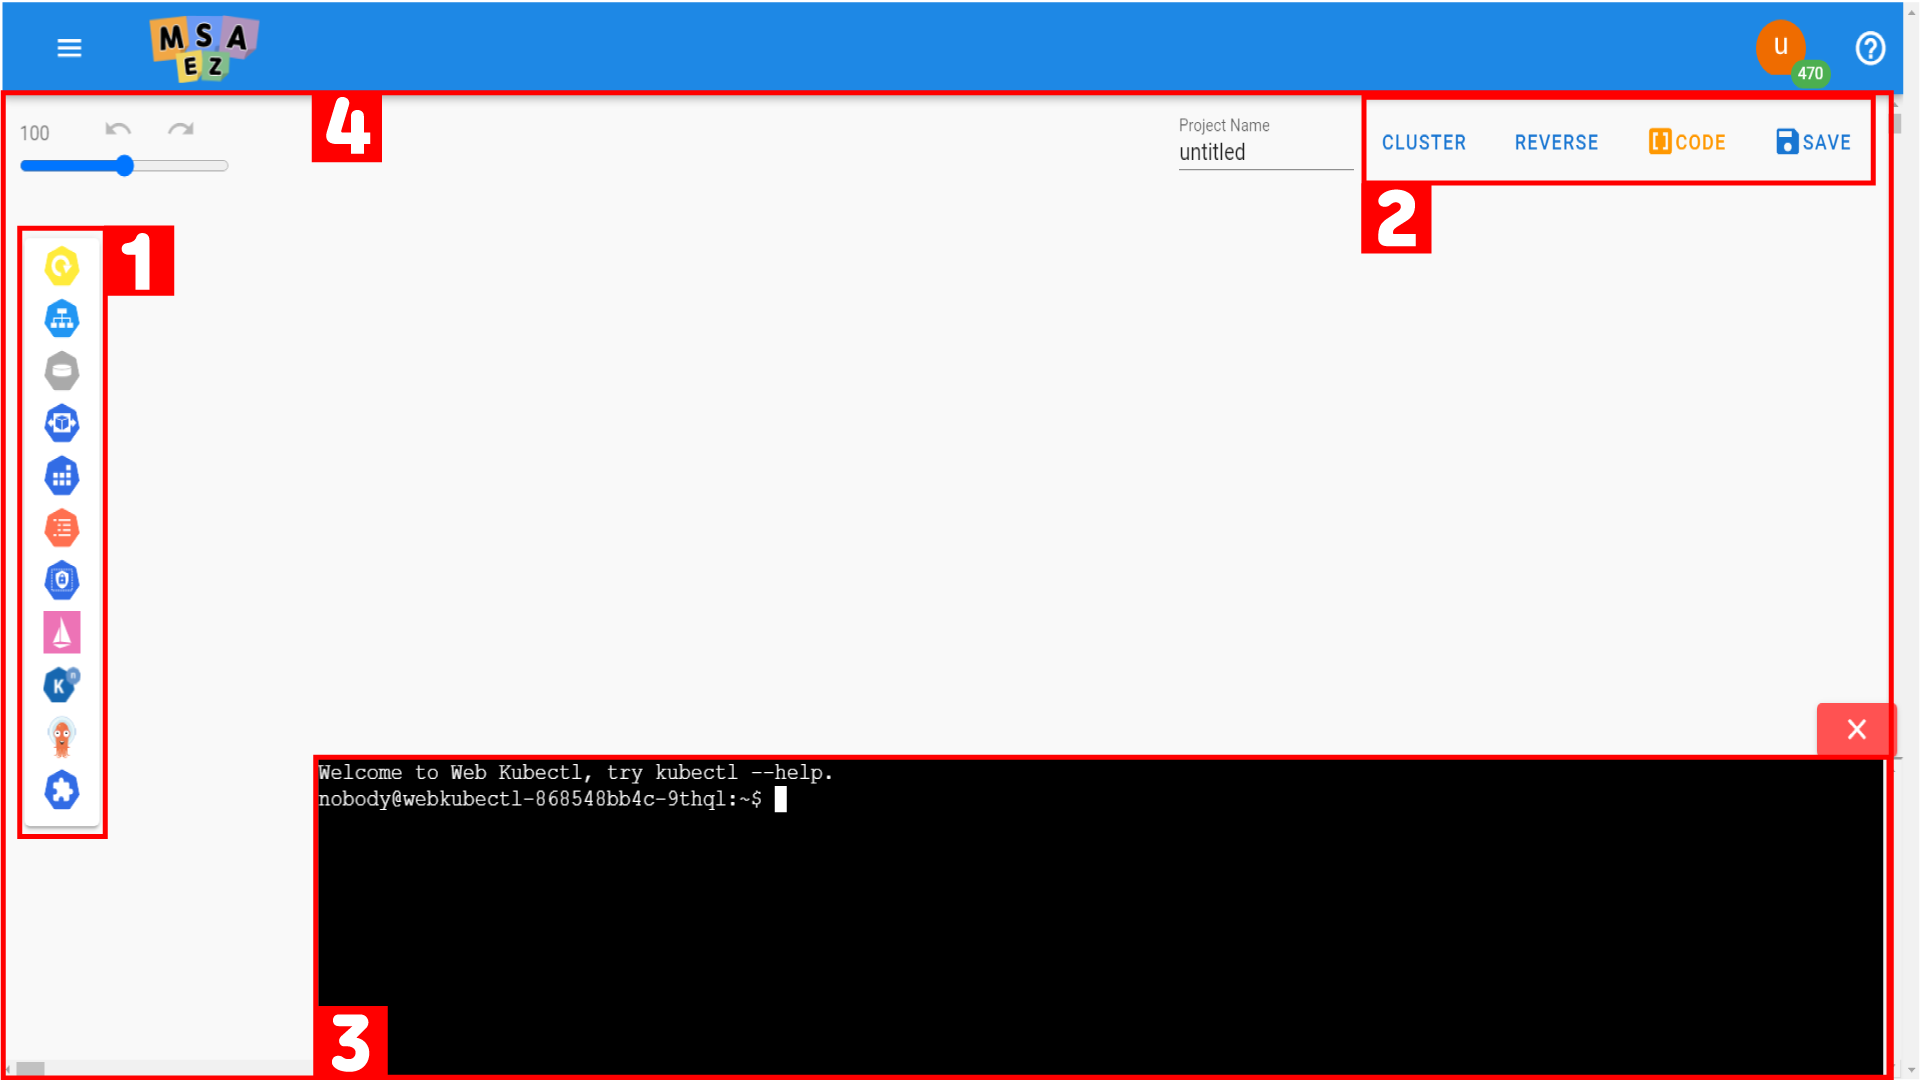 M S A
E Z
U
470
4
100
Project Name
untitled
CLUSTER
REVERSE
[ ] CODE
SAVE
2
1
K n
Welcome to Web Kubectl, try kubectl --help.
nobody@webkubectl-868548bb4c-9thql:~$
3